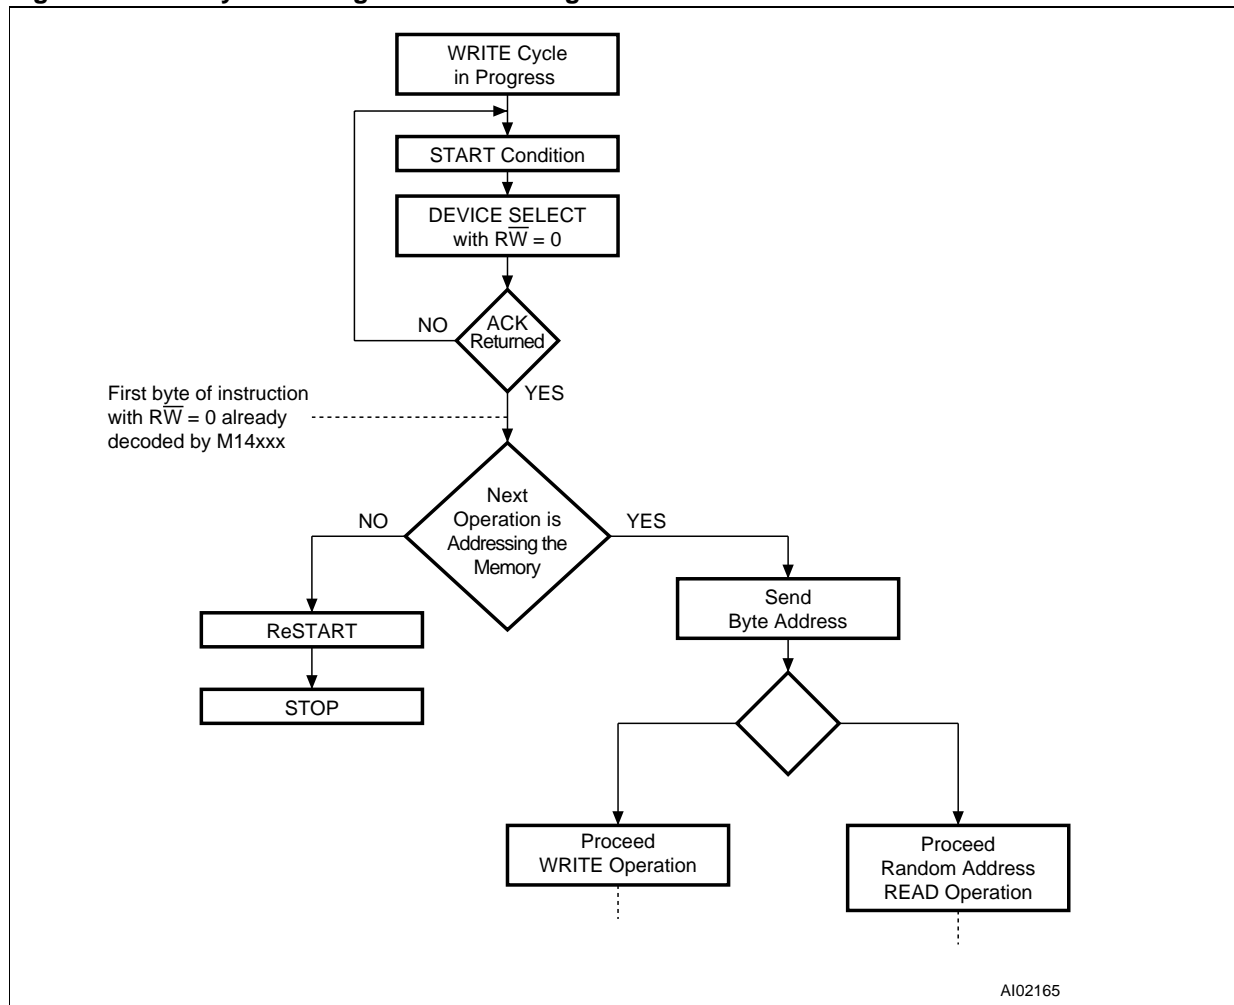 WRITE Cycle
in Progress
START Condition
DEVICE SELECT
with RW̅ = 0
NO
ACK
Returned
YES
First byte of instruction
with RW̅ = 0 already
decoded by M14xxx
Next
Operation is
Addressing the
Memory
NO
YES
Send
Byte Address
ReSTART
STOP
Proceed
WRITE Operation
Proceed
Random Address
READ Operation
AI02165